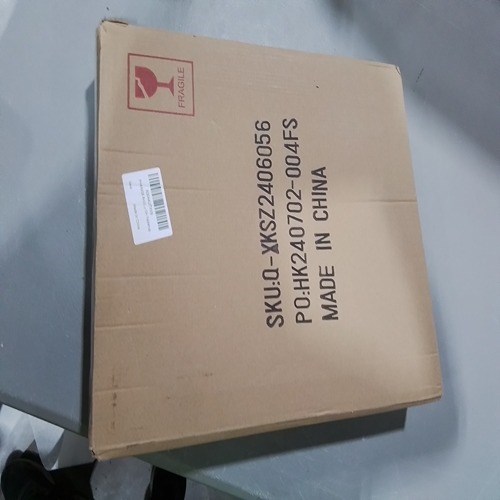 FRAGILE
SKU:Q-XKSZ2406056
PO:HK240702-004FS
MADE IN CHINA